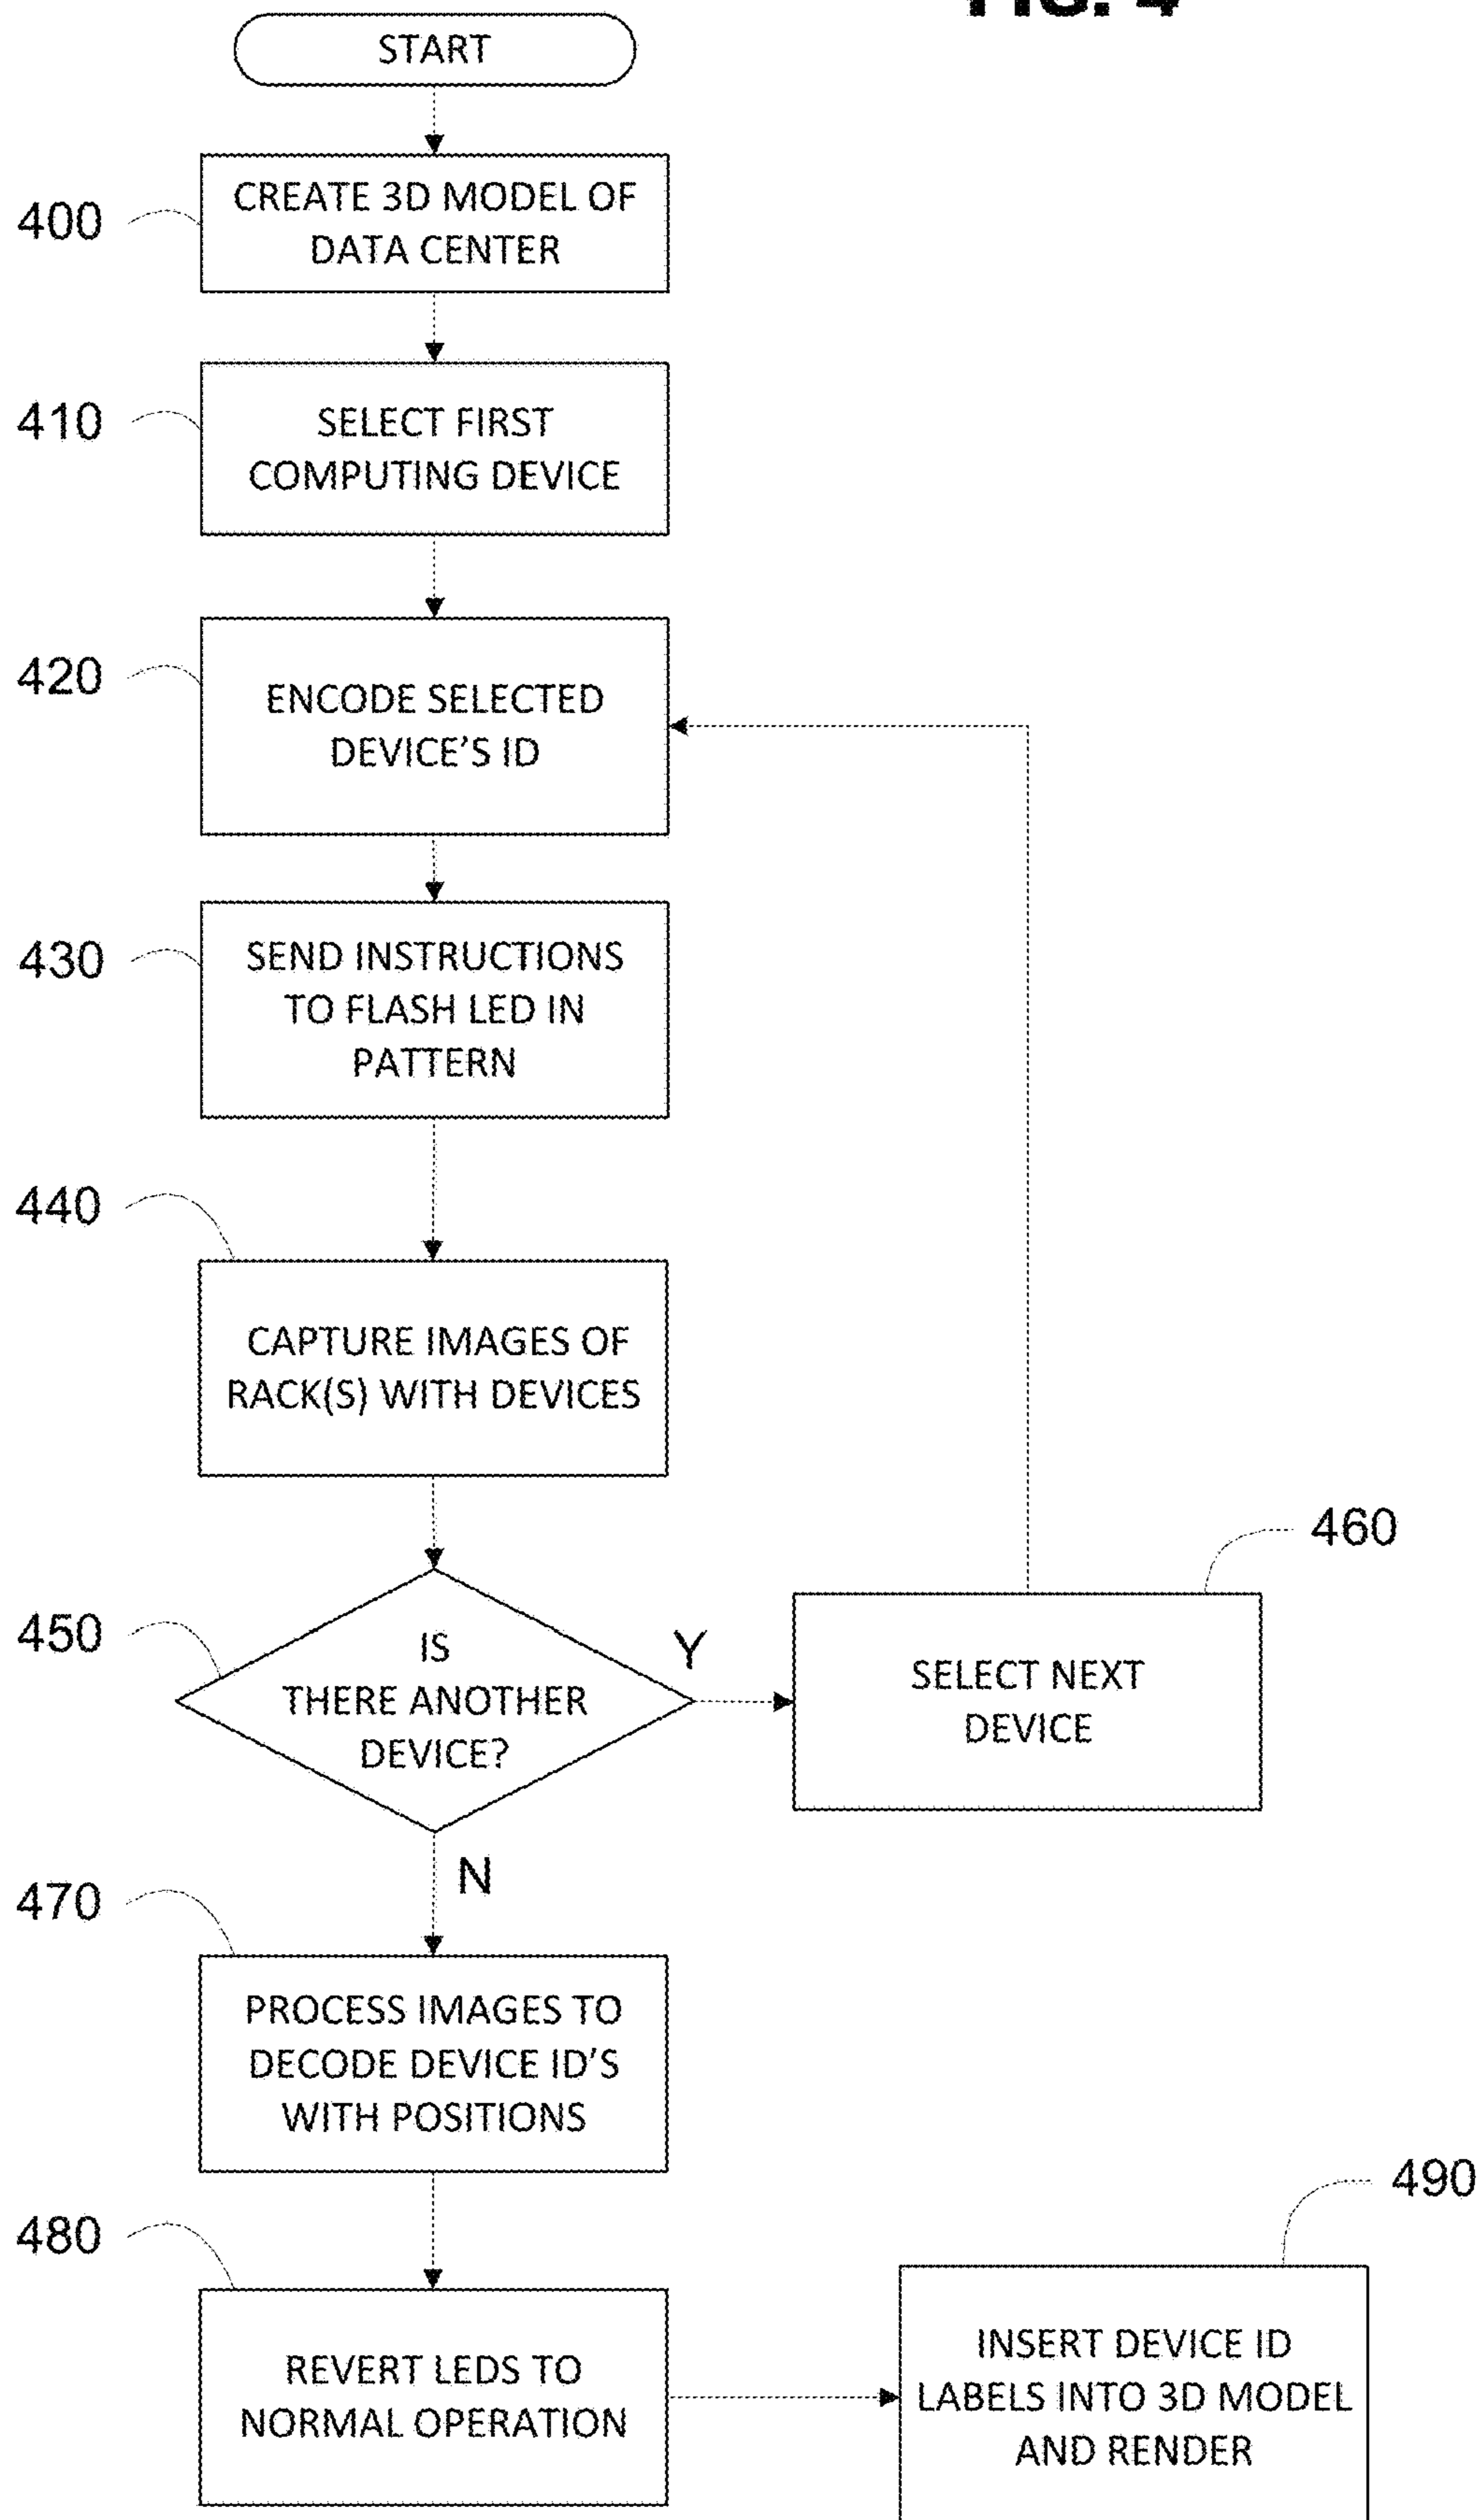 FIG. 4
START
400
CREATE 3D MODEL OF
DATA CENTER
410
SELECT FIRST
COMPUTING DEVICE
420
ENCODE SELECTED
DEVICE'S ID
430
SEND INSTRUCTIONS
TO FLASH LED IN
PATTERN
440
CAPTURE IMAGES OF
RACK(S) WITH DEVICES
450
IS
THERE ANOTHER
DEVICE?
Y
460
SELECT NEXT
DEVICE
N
470
PROCESS IMAGES TO
DECODE DEVICE ID'S
WITH POSITIONS
480
REVERT LEDS TO
NORMAL OPERATION
490
INSERT DEVICE ID
LABELS INTO 3D MODEL
AND RENDER